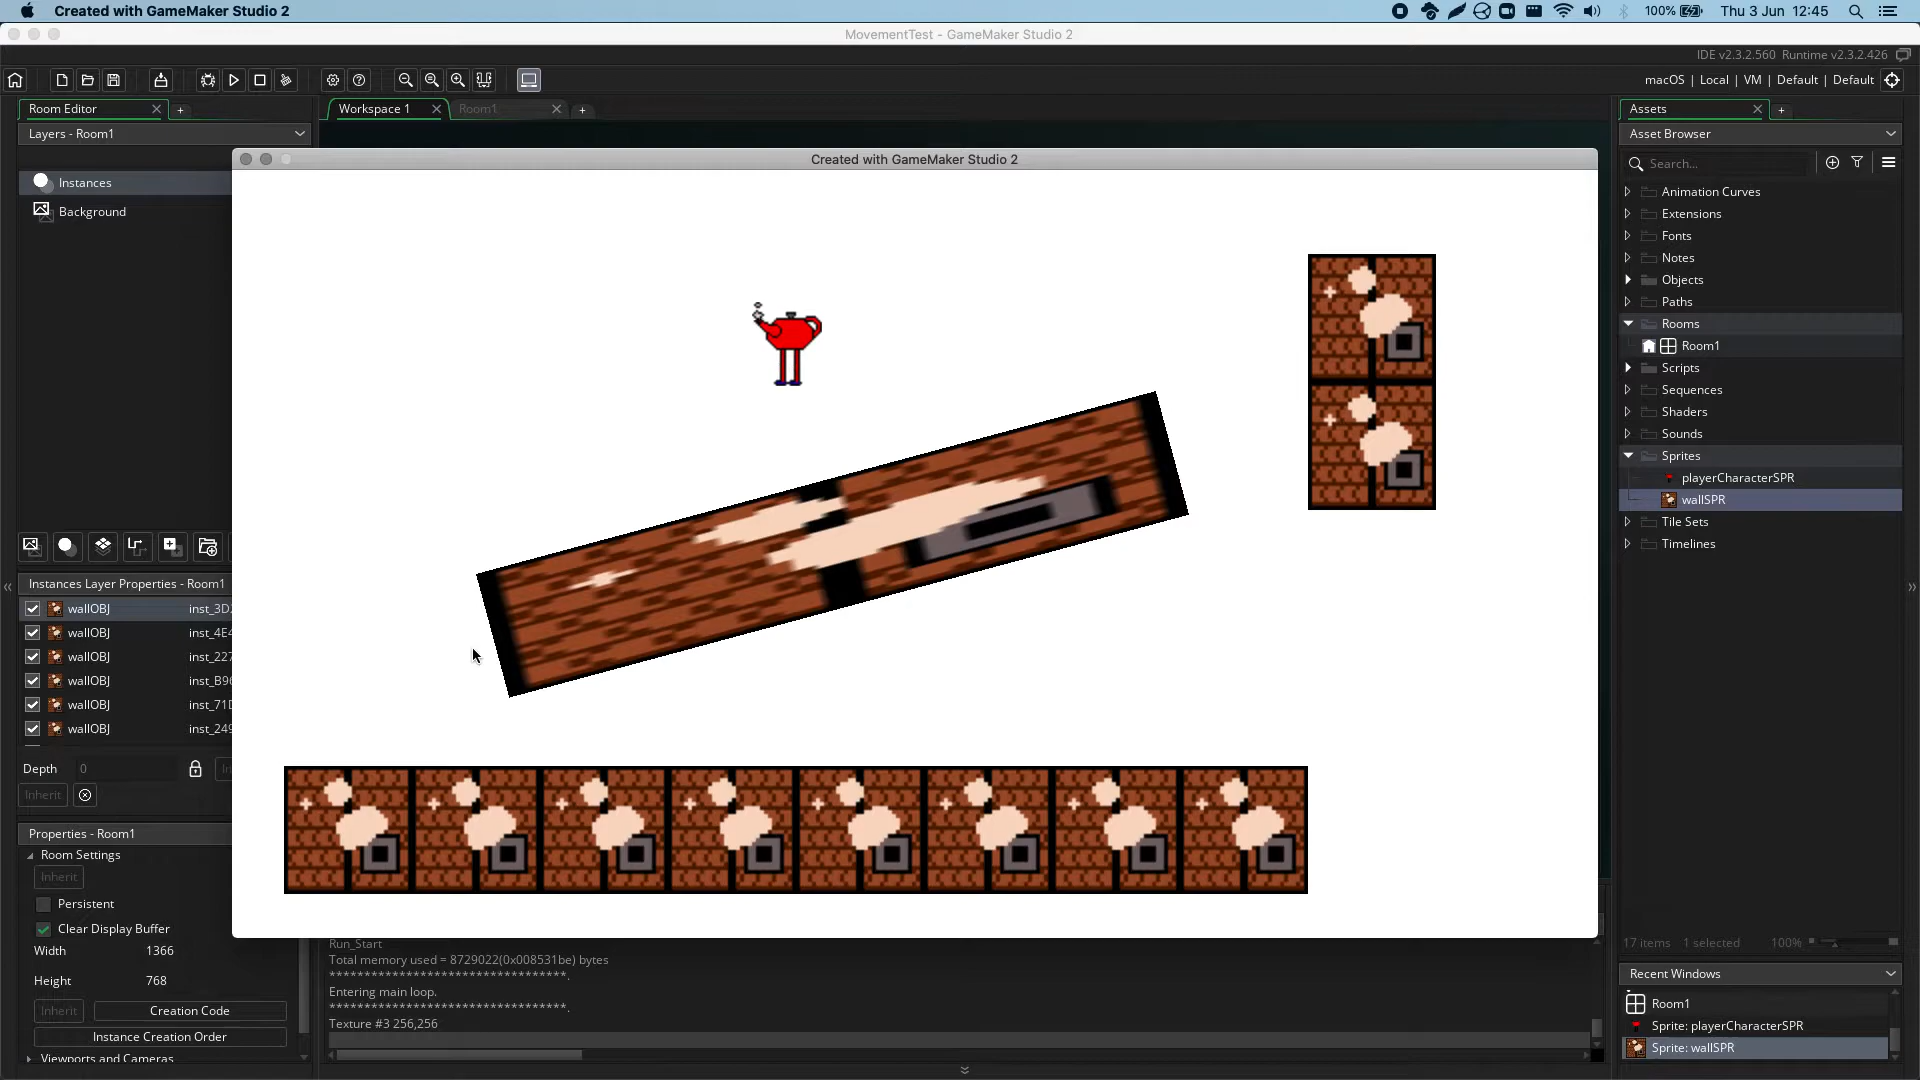 Created with GameMaker Studio 2
100%
Thu 3 Jun 12:45
MovementTest - GameMaker Studio 2
IDE v2.3.2.560 Runtime v2.3.2.426
macOS | Local | VM | Default | Default
Room Editor
Workspace 1
Room1
Assets
Layers - Room1
Asset Browser
Created with GameMaker Studio 2
Search...
Instances
Background
Animation Curves
Extensions
Fonts
Notes
Objects
Paths
Rooms
Room1
Scripts
Sequences
Shaders
Sounds
Sprites
playerCharacterSPR
wallSPR
Tile Sets
Timelines
Instances Layer Properties - Room1
wallOBJ inst_3D
wallOBJ inst_4E4
wallOBJ inst_227
wallOBJ inst_B96
wallOBJ inst_71
wallOBJ inst_249
Depth 0
Inherit
Properties - Room1
Room Settings
Inherit
Persistent
Clear Display Buffer
Width 1366
Height 768
Inherit
Creation Code
Instance Creation Order
Viewports and Cameras
Run_Start
Total memory used = 8729022(0x008531be) bytes
**********************************.
Entering main loop.
**********************************.
Texture #3 256,256
17 items 1 selected 100%
Recent Windows
Room1
Sprite: playerCharacterSPR
Sprite: wallSPR